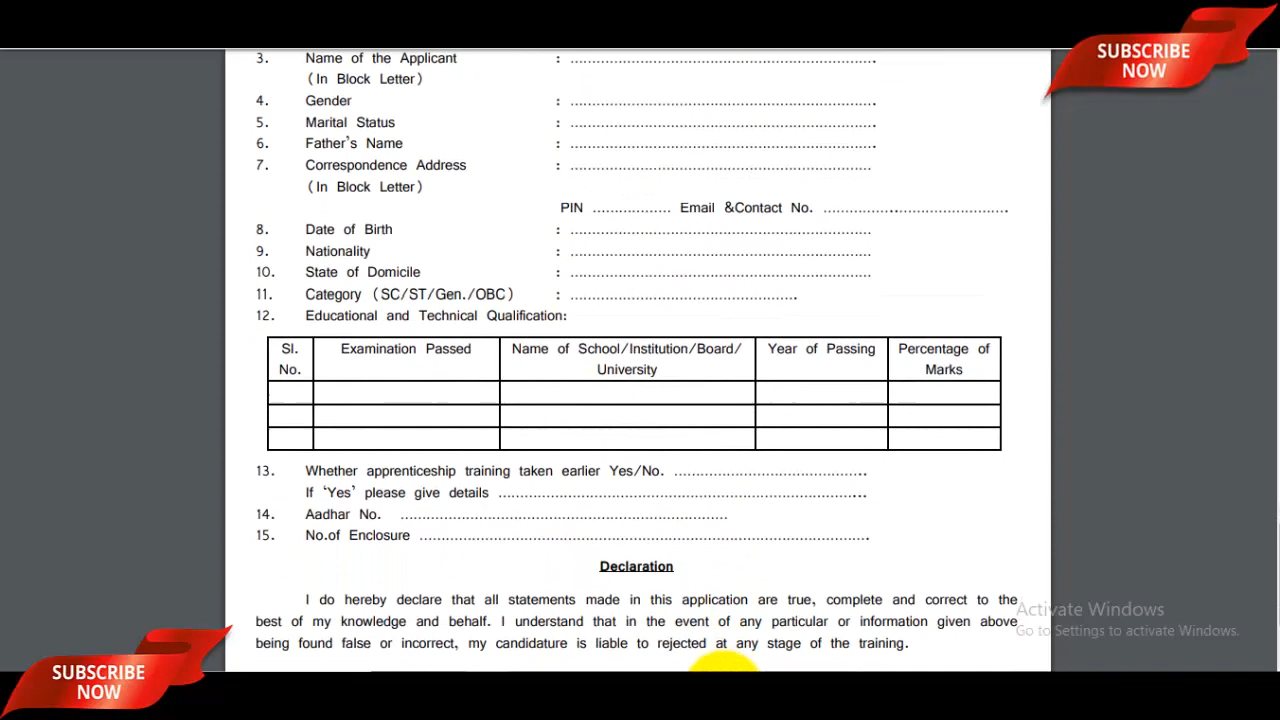 SUBSCRIBE
NOW
3. Name of the Applicant : ..........................................................................
(In Block Letter)
4. Gender : ..........................................................................
5. Marital Status : ..........................................................................
6. Father's Name : ..........................................................................
7. Correspondence Address : .........................................................................
(In Block Letter)
PIN .................. Email &Contact No. ...........................................
8. Date of Birth : .........................................................................
9. Nationality : .........................................................................
10. State of Domicile : .........................................................................
11. Category (SC/ST/Gen./OBC) : .......................................................
12. Educational and Technical Qualification:
Sl. No. Examination Passed Name of School/Institution/Board/ University Year of Passing Percentage of Marks
13. Whether apprenticeship training taken earlier Yes/No. ...............................................
If ‘Yes’ please give details .........................................................................................
14. Aadhar No. ...............................................................................
15. No.of Enclosure .............................................................................................................
Declaration
I do hereby declare that all statements made in this application are true, complete and correct to the
best of my knowledge and behalf. I understand that in the event of any particular or information given above
being found false or incorrect, my candidature is liable to rejected at any stage of the training.
Activate Windows
Go to Settings to activate Windows.
SUBSCRIBE
NOW